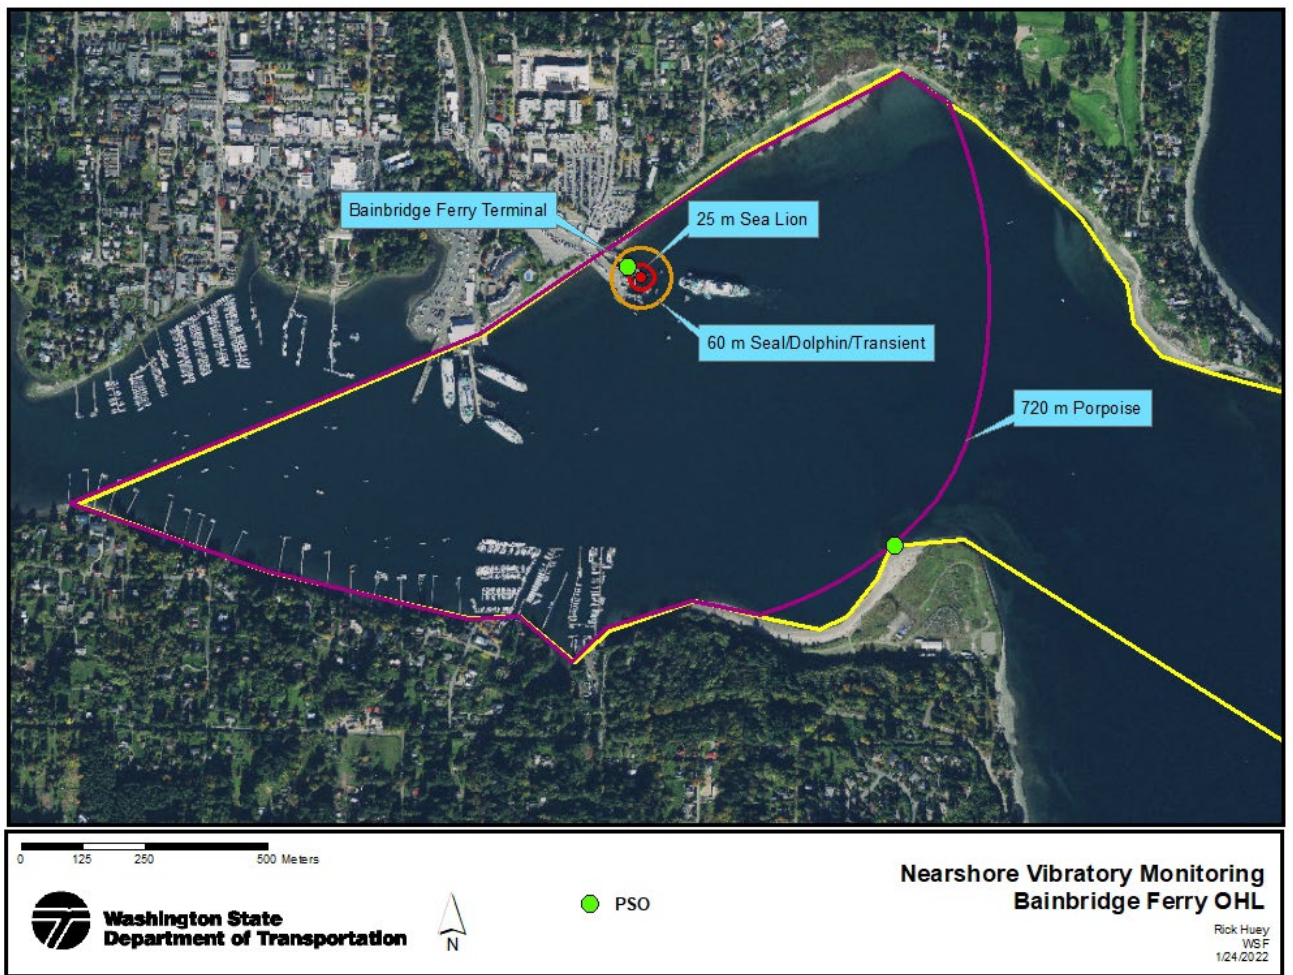 Bainbridge Ferry Terminal
25 m Sea Lion
60 m Seal/Dolphin/Transient
720 m Porpoise
0 125 250 500 Meters
Washington State
Department of Transportation
N
PSO
Nearshore Vibratory Monitoring
Bainbridge Ferry OHL
Rick Huey
WSF
1/24/2022